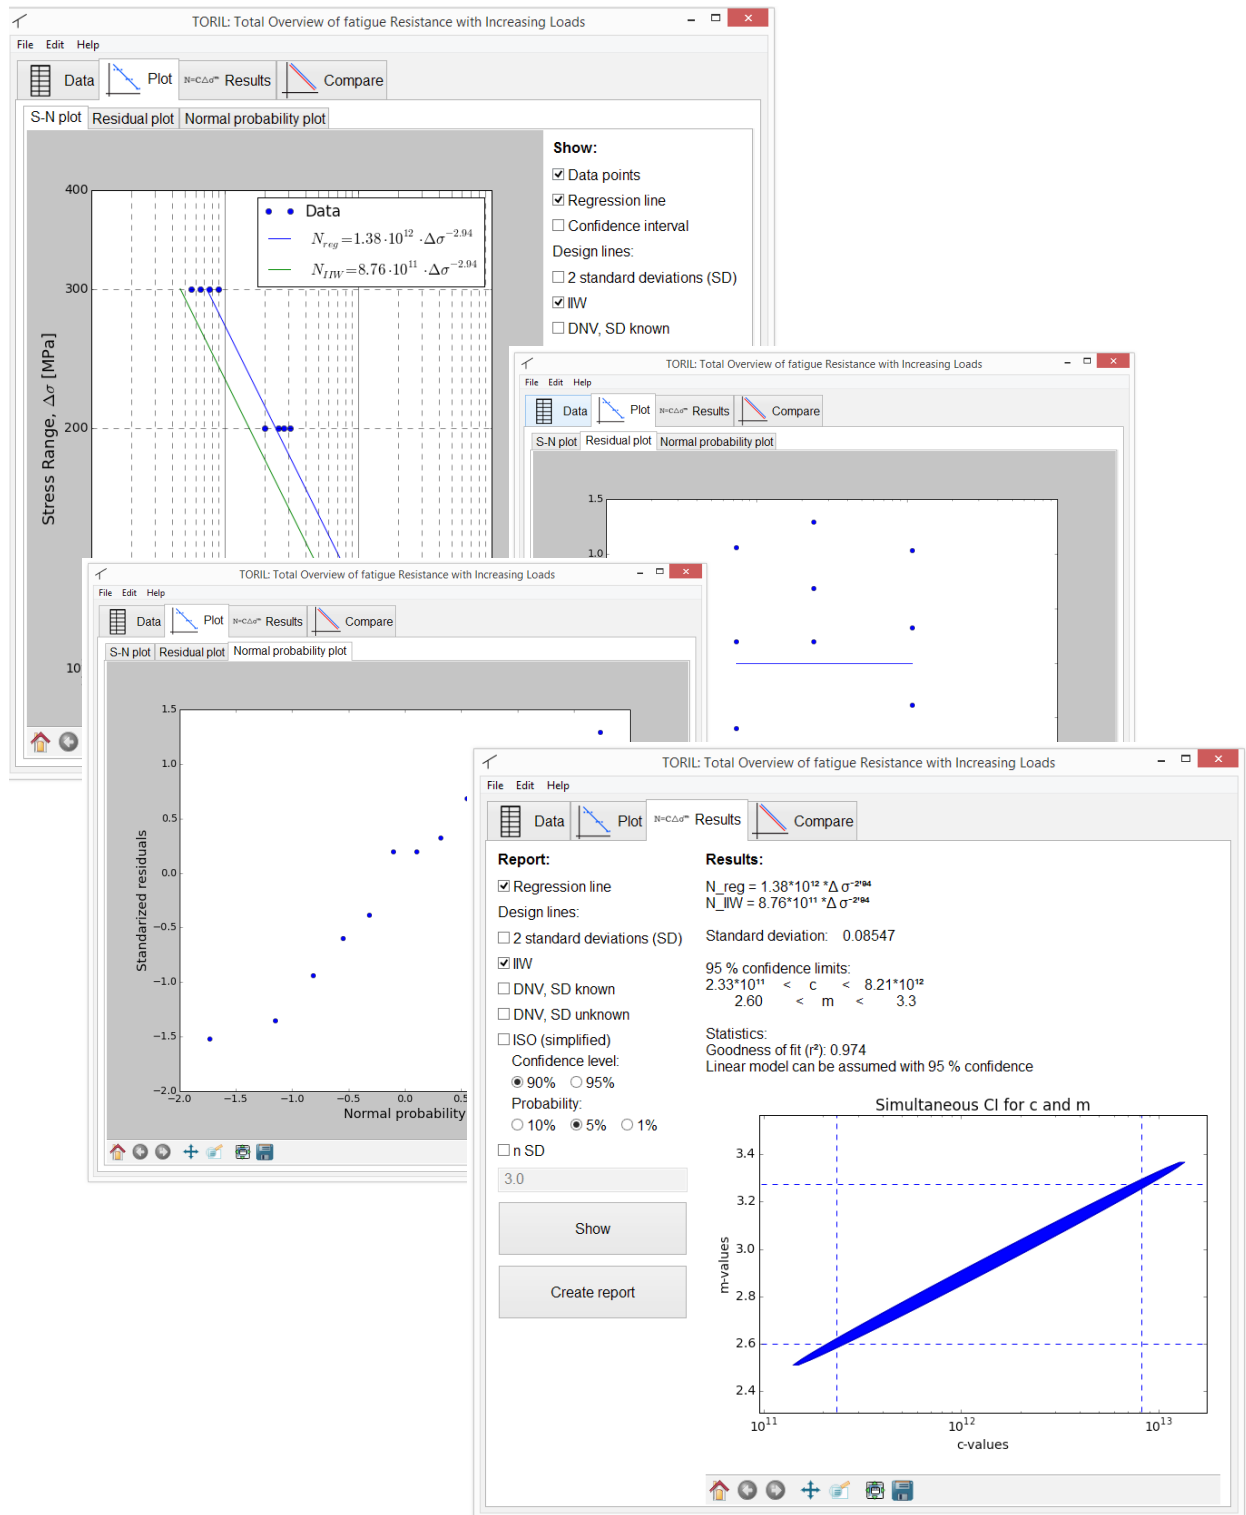 TORIL: Total Overview of fatigue Resistance with Increasing Loads
File Edit Help
Data Plot N=CΔσᵐ Results Compare
S-N plot Residual plot Normal probability plot
Show:
Data points
Regression line
Confidence interval
Design lines:
2 standard deviations (SD)
IIW
DNV, SD known
400
300
200
10
Stress Range, Δσ [MPa]
Data
N_reg=1.38·10^12·Δσ^−2.94
N_IIW=8.76·10^11·Δσ^−2.94
TORIL: Total Overview of fatigue Resistance with Increasing Loads
File Edit Help
Data Plot N=CΔσᵐ Results Compare
S-N plot Residual plot Normal probability plot
1.5
1.0
TORIL: Total Overview of fatigue Resistance with Increasing Loads
File Edit Help
Data Plot N=CΔσᵐ Results Compare
S-N plot Residual plot Normal probability plot
1.5
1.0
0.5
0.0
−0.5
−1.0
−1.5
−2.0
Standarized residuals
−2.0 −1.5 −1.0 −0.5 0.0 0.5
Normal probability
TORIL: Total Overview of fatigue Resistance with Increasing Loads
File Edit Help
Data Plot N=CΔσᵐ Results Compare
Report:
Regression line
Design lines:
2 standard deviations (SD)
IIW
DNV, SD known
DNV, SD unknown
ISO (simplified)
Confidence level:
90% 95%
Probability:
10% 5% 1%
n SD
3.0
Show
Create report
Results:
N_reg = 1.38*10¹² *Δ σ⁻²'⁹⁴
N_IIW = 8.76*10¹¹ *Δ σ⁻²'⁹⁴
Standard deviation: 0.08547
95 % confidence limits:
2.33*10¹¹ < c < 8.21*10¹²
2.60 < m < 3.3
Statistics:
Goodness of fit (r²): 0.974
Linear model can be assumed with 95 % confidence
Simultaneous CI for c and m
3.4
3.2
3.0
2.8
2.6
2.4
m-values
10^11 10^12 10^13
c-values